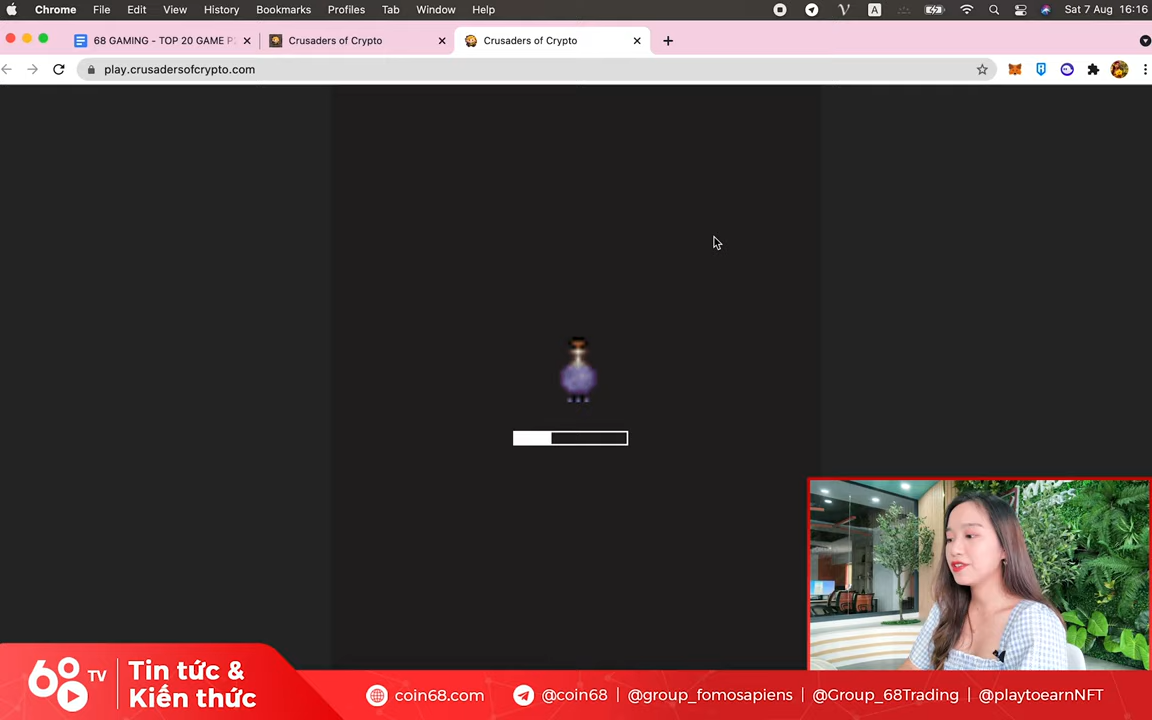 Chrome File Edit View History Bookmarks Profiles Tab Window Help A Sat 7 Aug 16:16
68 GAMING - TOP 20 GAME P Crusaders of Crypto Crusaders of Crypto
play.crusadersofcrypto.com
68 TV Tin tức &
Kiến thức
coin68.com @coin68 | @group_fomosapiens | @Group_68Trading | @playtoearnNFT